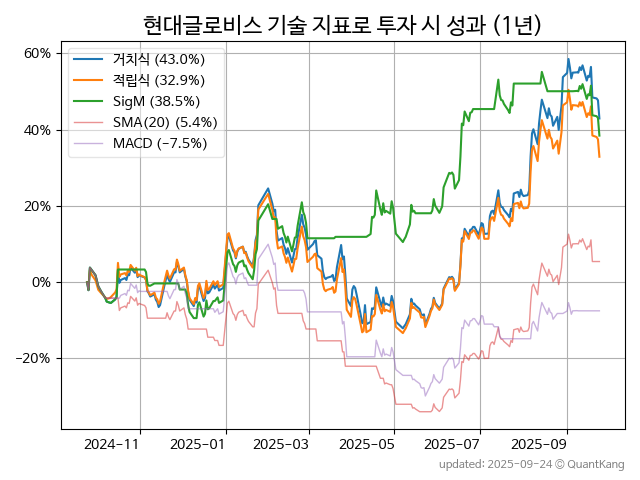 현대글로비스 기술 지표로 투자 시 성과 (1년)
거치식 (43.0%)
적립식 (32.9%)
SigM (38.5%)
SMA(20) (5.4%)
MACD (−7.5%)
60%
40%
20%
0%
−20%
2024-11 2025-01 2025-03 2025-05 2025-07 2025-09
updated: 2025-09-24 © QuantKang